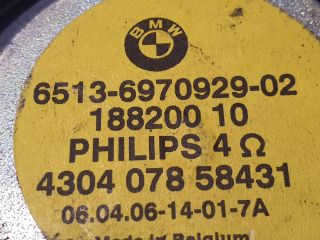 BMW
6513-6970929-02
188200 10
PHILIPS 4 Ω
4304 078 58431
06.04.06-14-01-7A
Made in Belgium